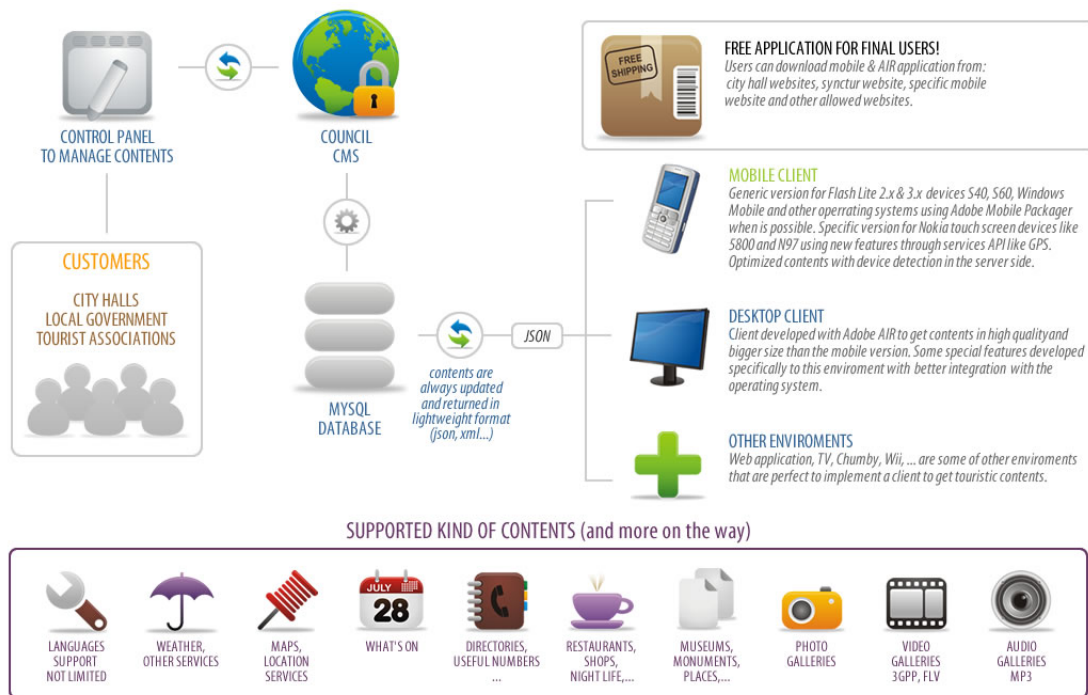 CONTROL PANEL
TO MANAGE CONTENTS
COUNCIL
CMS
FREE
SHIPPING
FREE APPLICATION FOR FINAL USERS!
Users can download mobile & AIR application from:
city hall websites, synctur website, specific mobile
website and other allowed websites.
CUSTOMERS
CITY HALLS
LOCAL GOVERNMENT
TOURIST ASSOCIATIONS
MYSQL
DATABASE
contents are
always updated
and returned in
lightweight format
(json, xml...)
JSON
MOBILE CLIENT
Generic version for Flash Lite 2.x & 3.x devices S40, S60, Windows
Mobile and other operrating systems using Adobe Mobile Packager
when is possible. Specific version for Nokia touch screen devices like
5800 and N97 using new features through services API like GPS.
Optimized contents with device detection in the server side.
DESKTOP CLIENT
Client developed with Adobe AIR to get contents in high quality and
bigger size than the mobile version. Some special features developed
specifically to this enviroment with better integration with the
operating system.
OTHER ENVIROMENTS
Web application, TV, Chumby, Wii, ... are some of other enviroments
that are perfect to implement a client to get touristic contents.
SUPPORTED KIND OF CONTENTS (and more on the way)
LANGUAGES
SUPPORT
NOT LIMITED
WEATHER,
OTHER SERVICES
MAPS,
LOCATION
SERVICES
JULY
28
WHAT'S ON
DIRECTORIES,
USEFUL NUMBERS
...
RESTAURANTS,
SHOPS,
NIGHT LIFE,...
MUSEUMS,
MONUMENTS,
PLACES,...
PHOTO
GALLERIES
VIDEO
GALLERIES
3GPP, FLV
AUDIO
GALLERIES
MP3